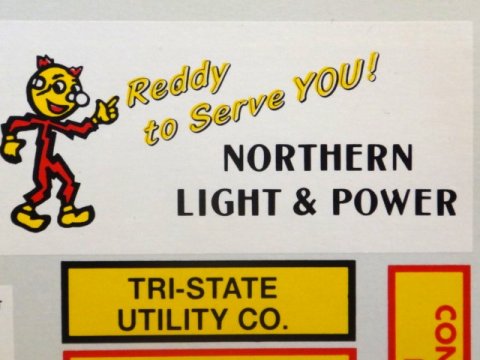 Reddy
to Serve YOU!
NORTHERN
LIGHT & POWER
TRI-STATE
UTILITY CO.